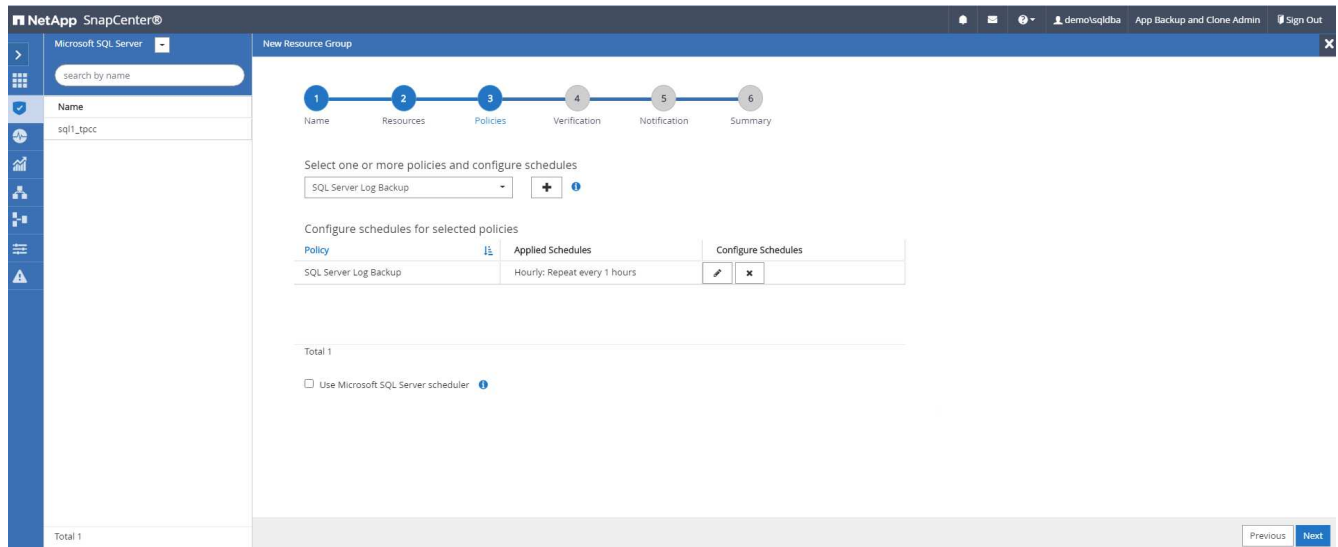 NetApp SnapCenter®
demo\sqldba App Backup and Clone Admin Sign Out
Microsoft SQL Server
New Resource Group
search by name
Name
sql1_tpcc
1 2 3 4 5 6
Name Resources Policies Verification Notification Summary
Select one or more policies and configure schedules
SQL Server Log Backup
Configure schedules for selected policies
Policy Applied Schedules Configure Schedules
SQL Server Log Backup Hourly: Repeat every 1 hours
Total 1
Use Microsoft SQL Server scheduler
Total 1
Previous Next